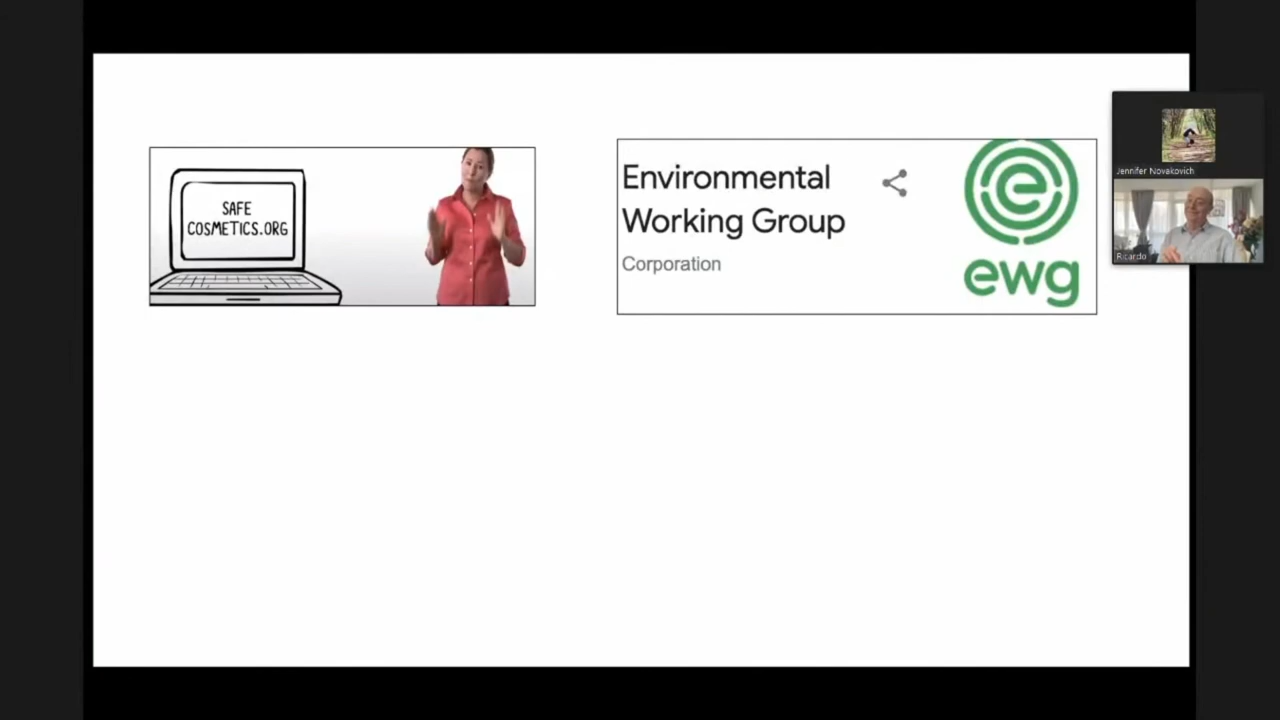 SAFE
COSMETICS.ORG
Environmental
Working Group
Corporation
ewg
Jennifer Novakovich
Ricardo